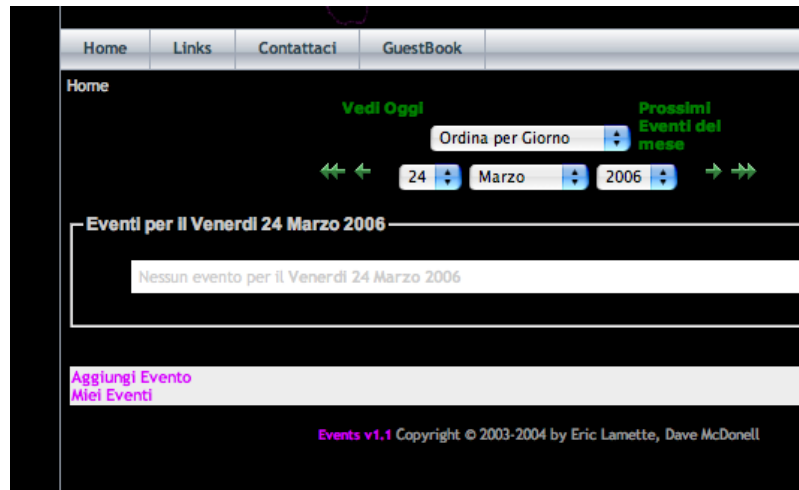 Home Links Contattaci GuestBook
Home
Vedi Oggi
Prossimi
Eventi del
mese
Ordina per Giorno
24 Marzo 2006
Eventi per il Venerdì 24 Marzo 2006
Nessun evento per il Venerdì 24 Marzo 2006
Aggiungi Evento
Miei Eventi
Events v1.1 Copyright © 2003-2004 by Eric Lamette, Dave McDonell